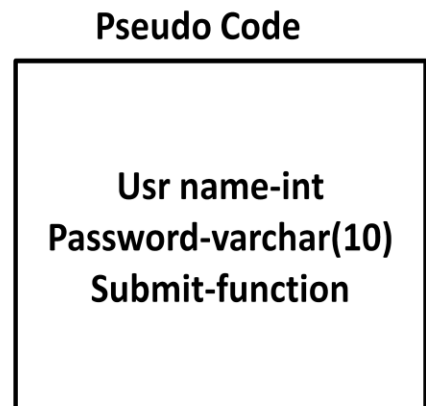 Pseudo Code
Usr name-int
Password-varchar(10)
Submit-function